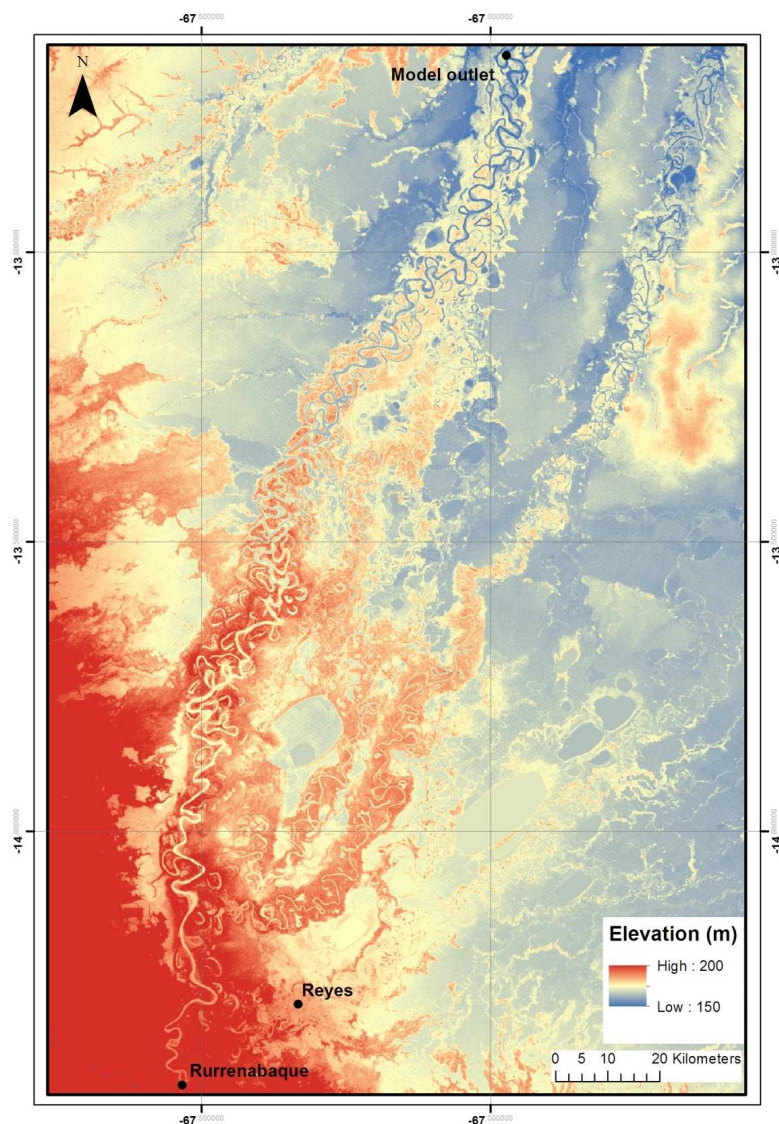 -67.500000 -67.000000
N
Model outlet
-13.000000 -13.000000
-13.500000 -13.500000
-14.000000 -14.000000
Elevation (m)
High : 200
Low : 150
Reyes
0 5 10 20 Kilometers
Rurrenabaque
-67.500000 -67.000000